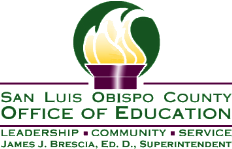 SAN LUIS OBISPO COUNTY
OFFICE OF EDUCATION
LEADERSHIP ▪ COMMUNITY ▪ SERVICE
JAMES J. BRESCIA, ED. D., SUPERINTENDENT